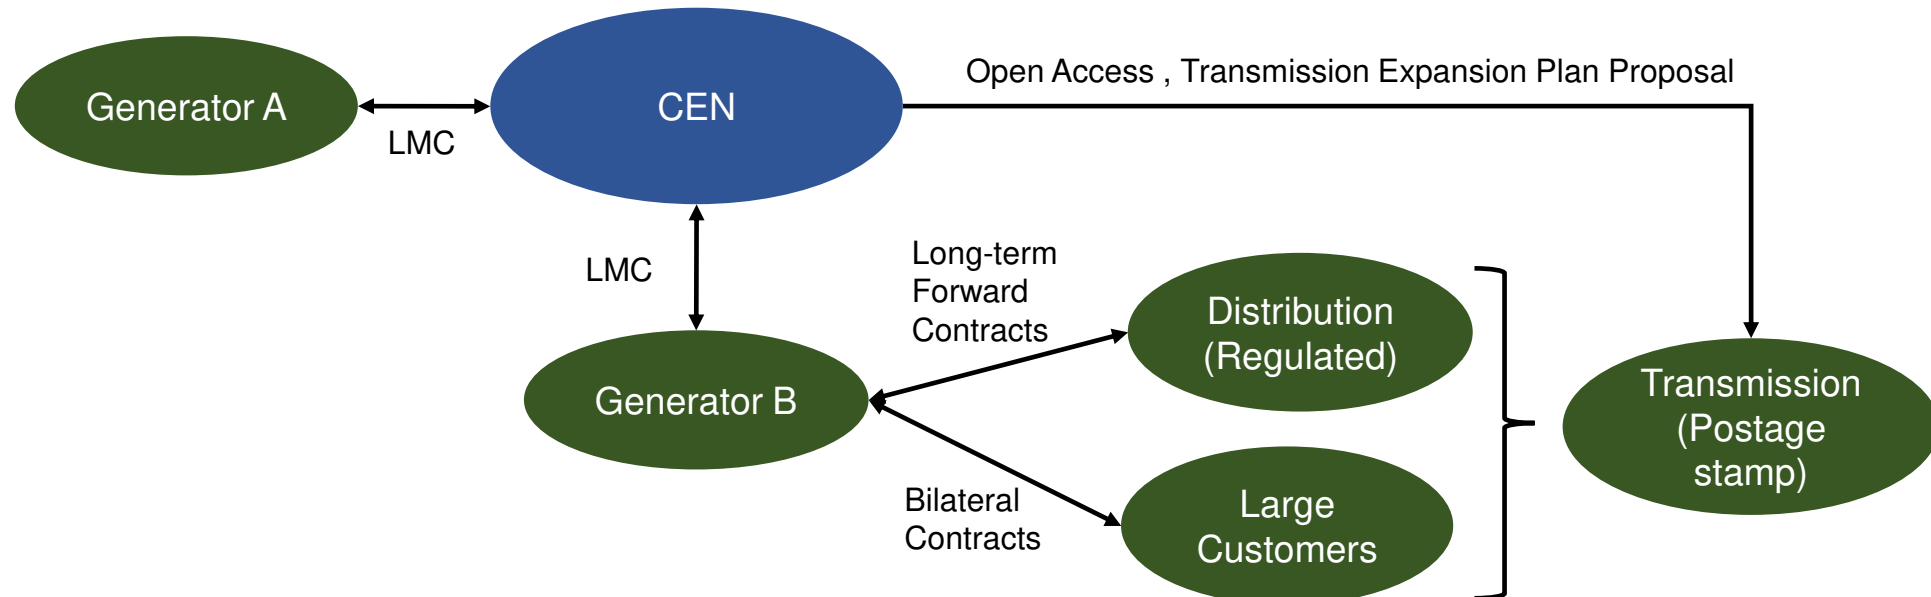 Open Access , Transmission Expansion Plan Proposal
Generator A
CEN
LMC
LMC
Long-term
Forward
Contracts
Distribution
(Regulated)
Generator B
Transmission
(Postage
stamp)
Bilateral
Contracts
Large
Customers